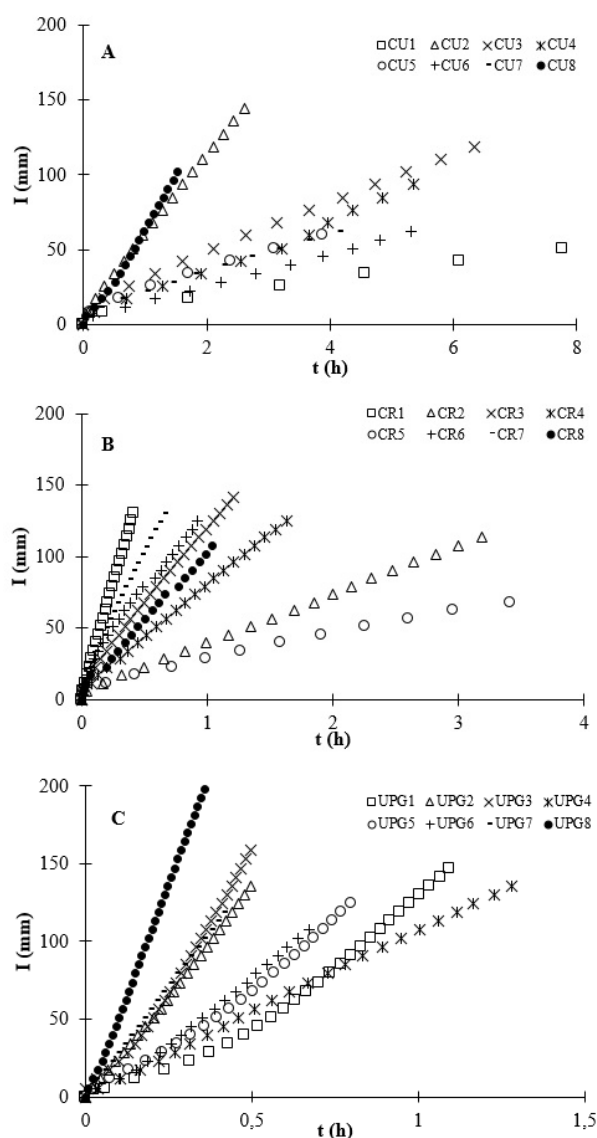 200
A
□CU1 △CU2 ×CU3 ж CU4
○CU5 +CU6 -CU7 ●CU8
150
I (mm)
100
50
0
0 2 4 6 8
t (h)
200
B
□CR1 △CR2 ×CR3 ж CR4
○CR5 +CR6 -CR7 ●CR8
150
I (mm)
100
50
0
0 1 2 3 4
t (h)
200
C
□UPG1 △UPG2 ×UPG3 ж UPG4
○UPG5 +UPG6 -UPG7 ●UPG8
150
I (mm)
100
50
0
0 0,5 1 1,5
t (h)